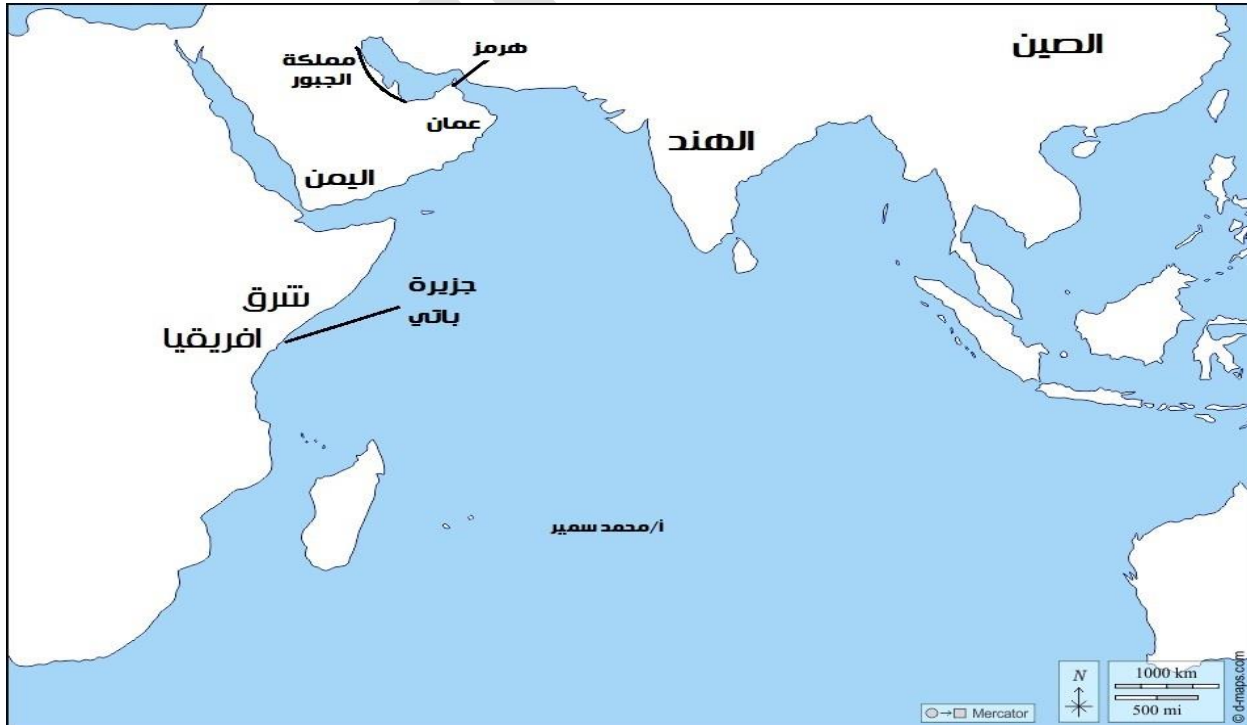 الصين
هرمز
مملكة
الجبور
عمان
الهند
اليمن
جزيرة
باتي
شرق
افريقيا
أ/محمد سمير
N
1000 km
500 mi
Mercator
© d-maps.com